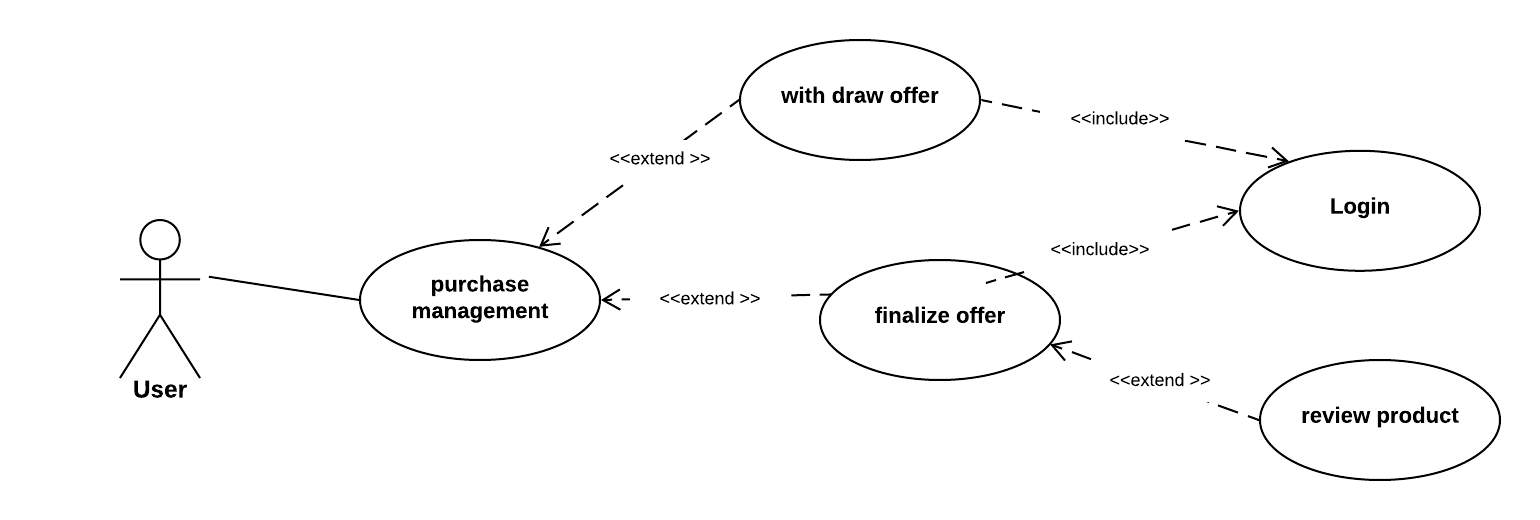 with draw offer
<<include>>
<<extend >>
Login
<<include>>
purchase
management
<<extend >>
finalize offer
User
<<extend >>
review product